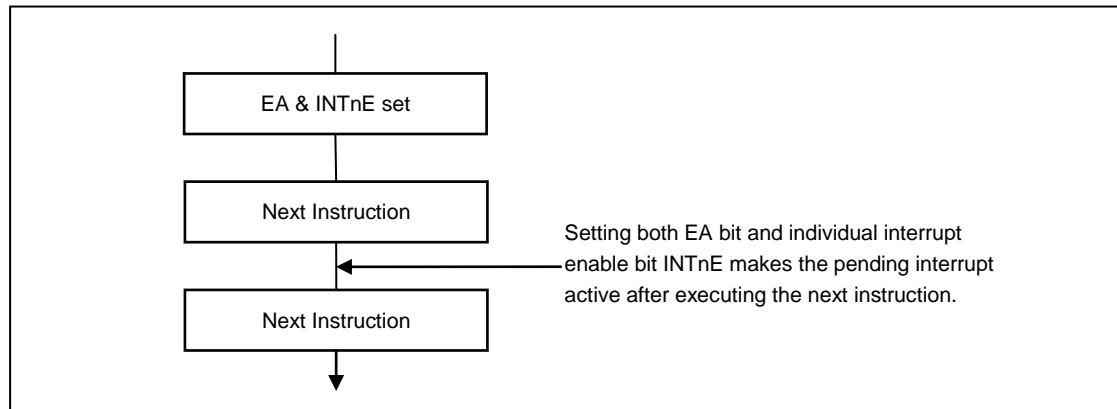 EA & INTnE set
Next Instruction
Setting both EA bit and individual interrupt
enable bit INTnE makes the pending interrupt
active after executing the next instruction.
Next Instruction